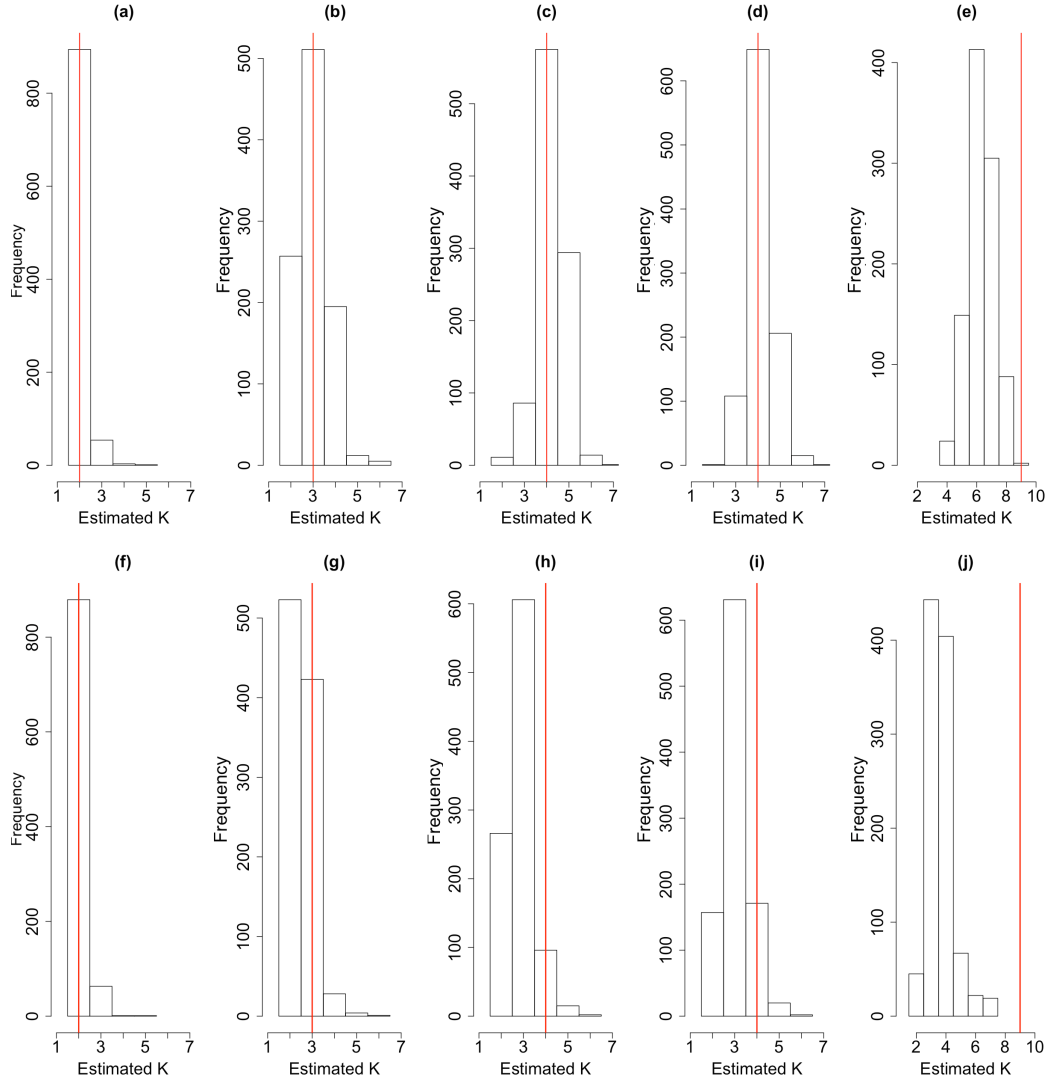 (a) (b) (c) (d) (e)
Frequency 0 200 400 600 800
1 3 5 7
Estimated K
Frequency 0 100 200 300 400 500
1 3 5 7
Estimated K
Frequency 0 100 200 300 400 500
1 3 5 7
Estimated K
Frequency 0 100 200 300 400 500 600
1 3 5 7
Estimated K
Frequency 0 100 200 300 400
2 4 6 8 10
Estimated K
(f) (g) (h) (i) (j)
Frequency 0 200 400 600 800
1 3 5 7
Estimated K
Frequency 0 100 200 300 400 500
1 3 5 7
Estimated K
Frequency 0 100 200 300 400 500 600
1 3 5 7
Estimated K
Frequency 0 100 200 300 400 500 600
1 3 5 7
Estimated K
Frequency 0 100 200 300 400
2 4 6 8 10
Estimated K